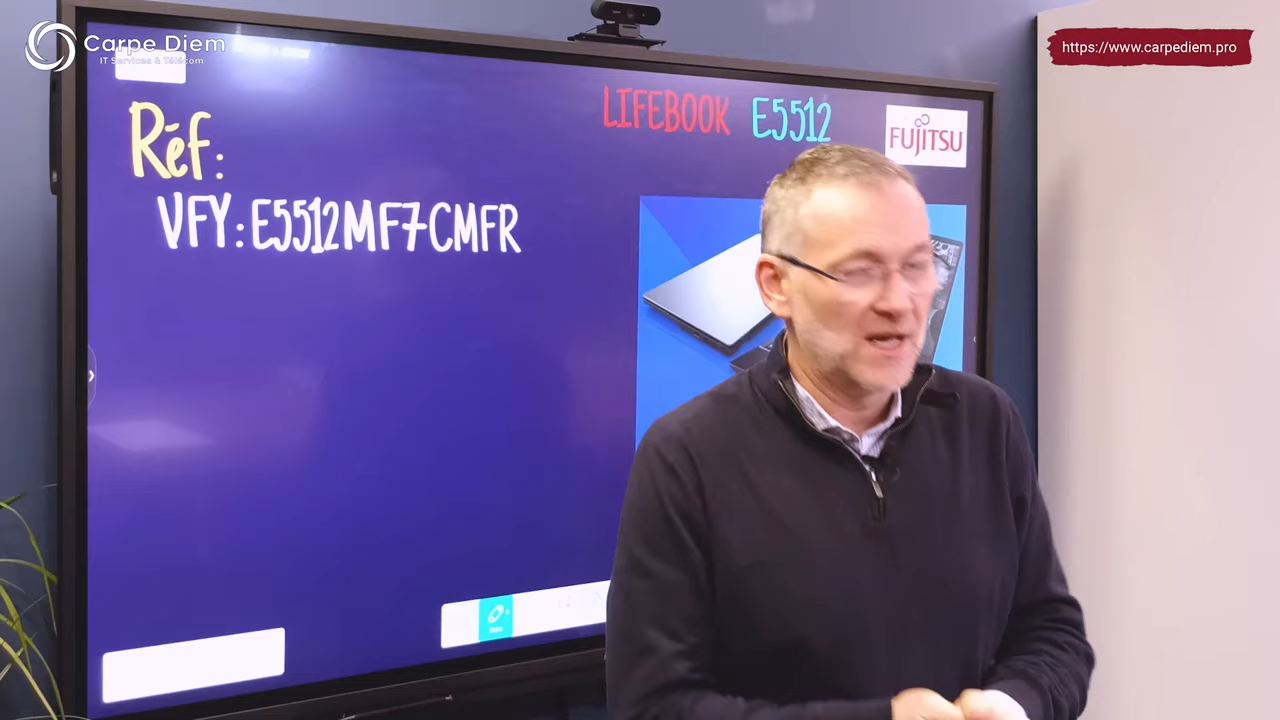 Carpe Diem
IT Services & Télécom
https://www.carpediem.pro
LIFEBOOK E5512
FUJITSU
Réf:
VFY:E5512MF7CMFR